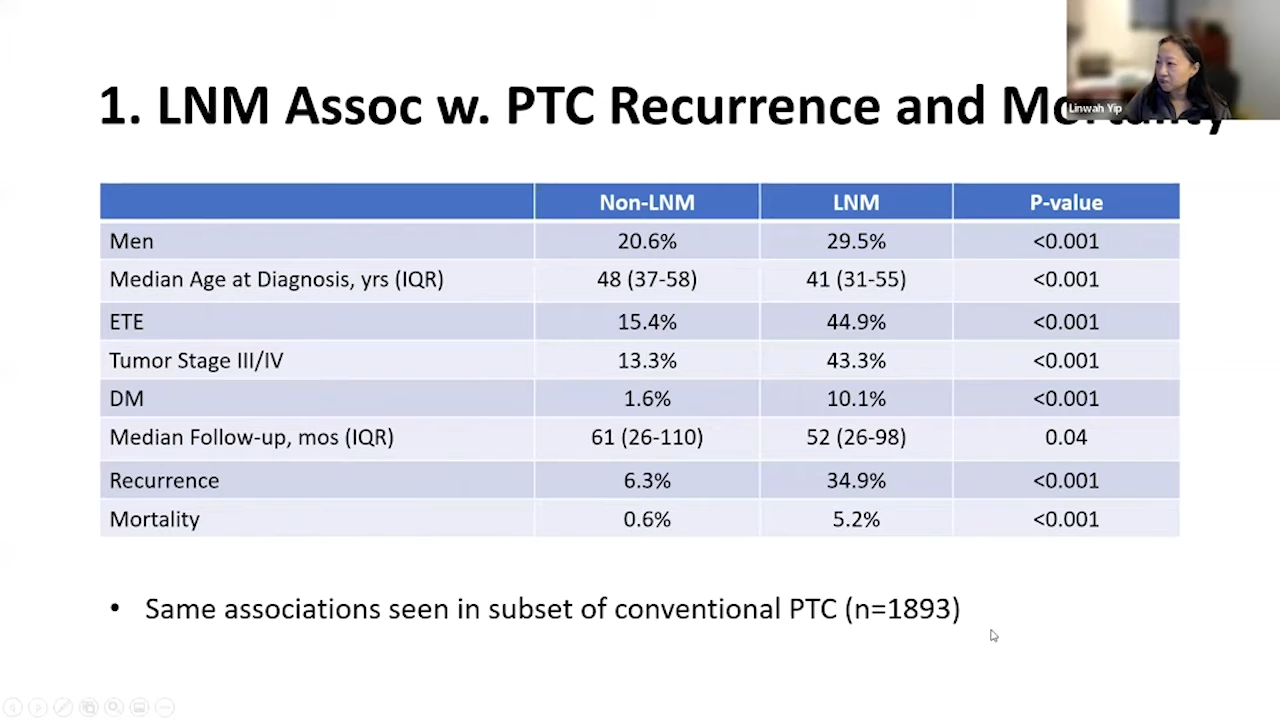 Linwah Yip
1. LNM Assoc w. PTC Recurrence and
Non-LNM LNM P-value
Men 20.6% 29.5% <0.001
Median Age at Diagnosis, yrs (IQR) 48 (37-58) 41 (31-55) <0.001
ETE 15.4% 44.9% <0.001
Tumor Stage III/IV 13.3% 43.3% <0.001
DM 1.6% 10.1% <0.001
Median Follow-up, mos (IQR) 61 (26-110) 52 (26-98) 0.04
Recurrence 6.3% 34.9% <0.001
Mortality 0.6% 5.2% <0.001
• Same associations seen in subset of conventional PTC (n=1893)